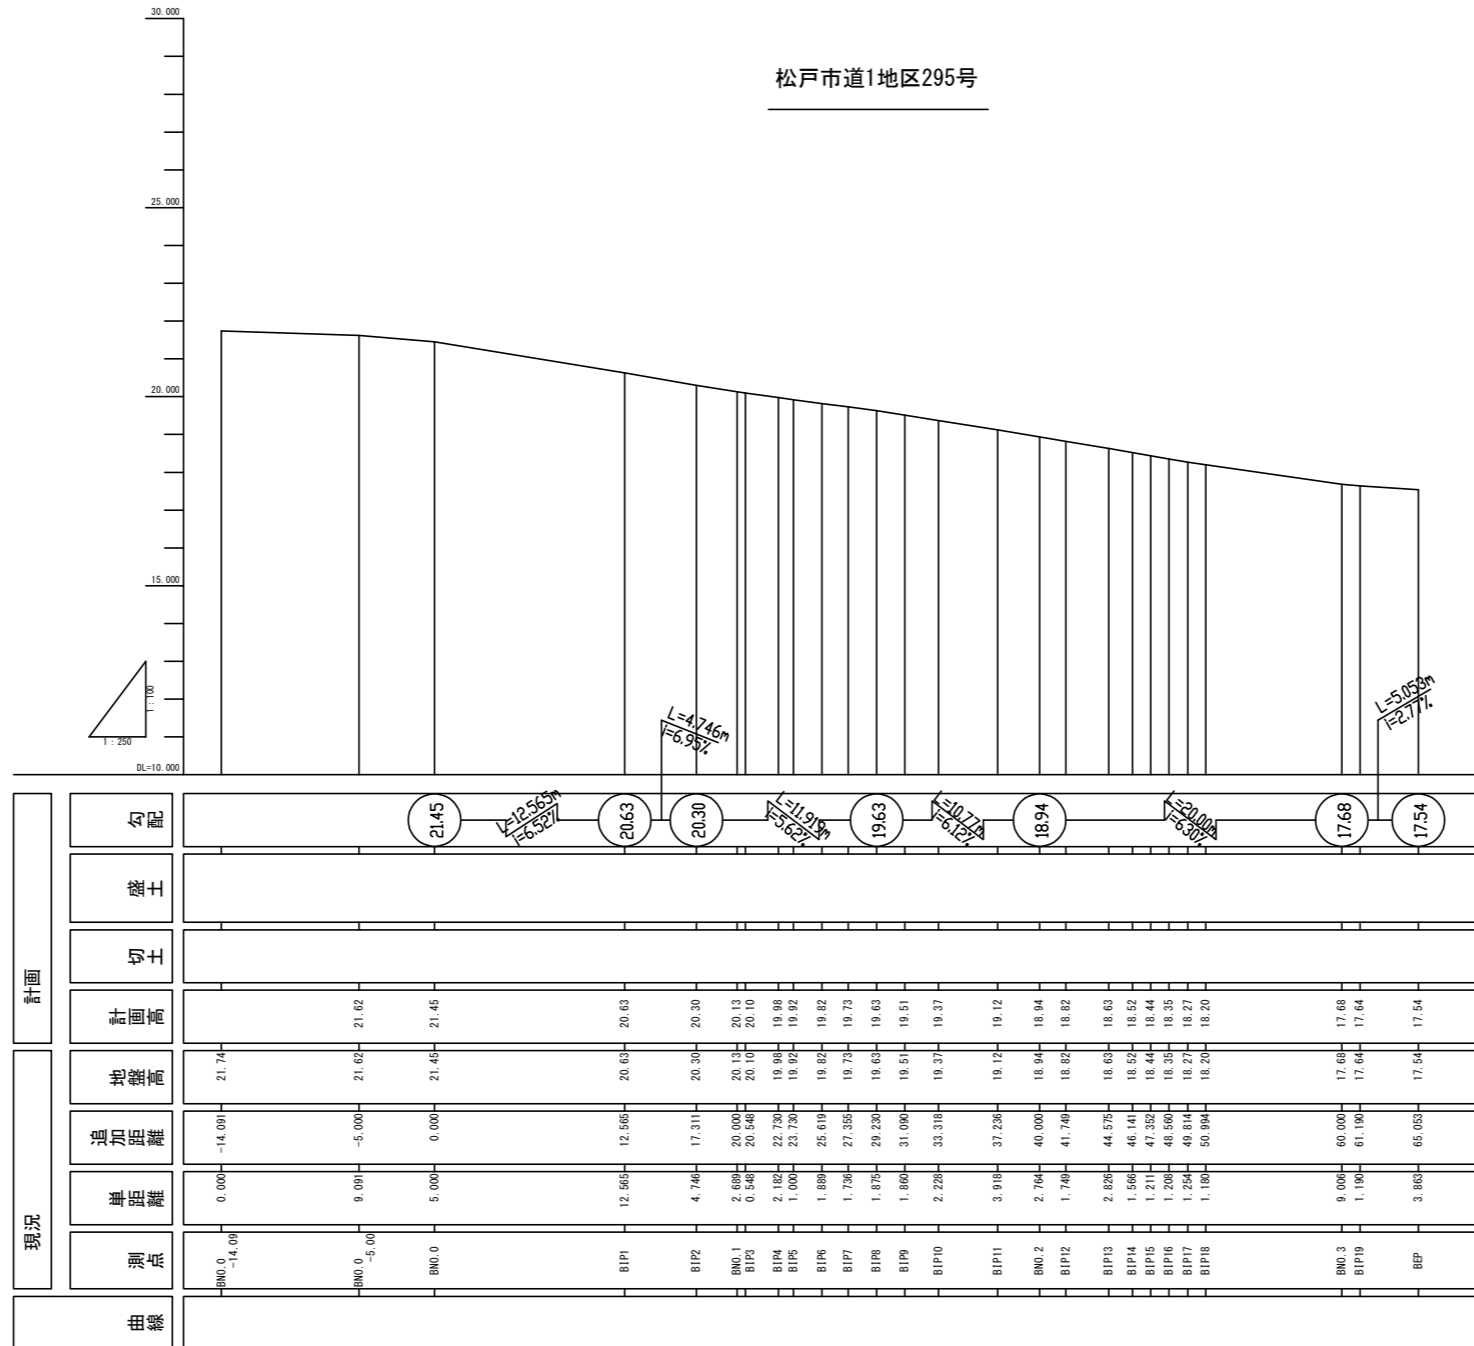 30.000
松戸市道1地区295号
25.000
20.000
15.000
1:100
1:250
DL=10.000
L=4.746m
i=6.95%
L=5.053m
i=2.77%
計画
勾配
21.45
L=12.565m
i=6.52%
20.63
20.30
L=11.919m
i=5.62%
19.63
L=10.77m
i=6.12%
18.94
L=20.00m
i=6.30%
17.68
17.54
盛土
切土
計画高
21.62 21.45 20.63 20.30 20.13 20.10 19.98 19.92 19.82 19.73 19.63 19.51 19.37 19.12 18.94 18.82 18.63 18.52 18.44 18.35 18.27 18.20 17.68 17.64 17.54
現況
地盤高
21.74 21.62 21.45 20.63 20.30 20.13 20.10 19.98 19.92 19.82 19.73 19.63 19.51 19.37 19.12 18.94 18.82 18.63 18.52 18.44 18.35 18.27 18.20 17.68 17.64 17.54
追加距離
-14.091 -5.000 0.000 12.565 17.311 20.000 20.548 22.730 23.730 25.619 27.355 29.230 31.090 33.318 37.236 40.000 41.749 44.575 46.141 47.352 48.560 49.814 50.994 60.000 61.190 65.053
単距離
0.000 9.091 5.000 12.565 4.746 2.689 0.548 2.182 1.000 1.889 1.736 1.875 1.860 2.228 3.918 2.764 1.749 2.826 1.566 1.211 1.208 1.254 1.180 9.006 1.190 3.863
測点
BNO.0 -14.09 BNO.0 -5.00 BNO.0 BIP1 BIP2 BNO.1 BIP3 BIP4 BIP5 BIP6 BIP7 BIP8 BIP9 BIP10 BIP11 BNO.2 BIP12 BIP13 BIP14 BIP15 BIP16 BIP17 BIP18 BNO.3 BIP19 BEP
曲線